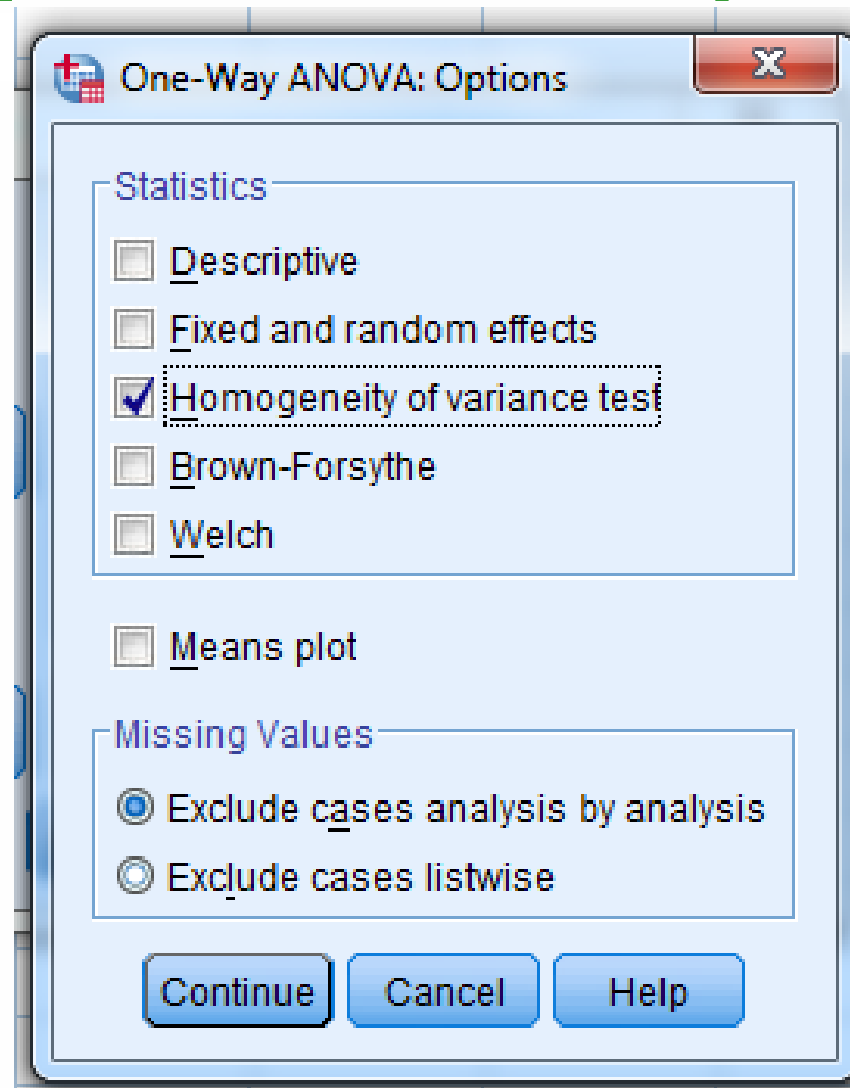 One-Way ANOVA: Options
Statistics
Descriptive
Fixed and random effects
Homogeneity of variance test
Brown-Forsythe
Welch
Means plot
Missing Values
Exclude cases analysis by analysis
Exclude cases listwise
Continue Cancel Help